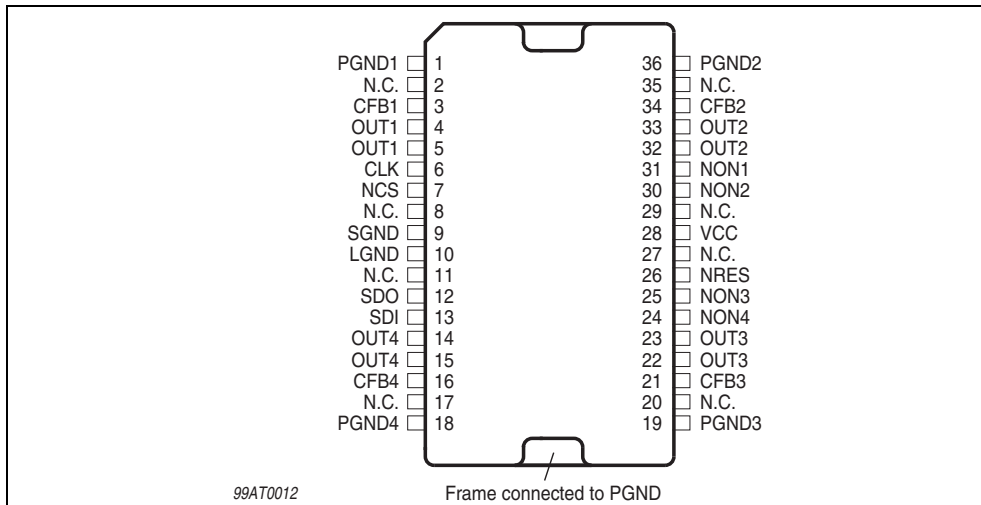 PGND1 1 36 PGND2
N.C. 2 35 N.C.
CFB1 3 34 CFB2
OUT1 4 33 OUT2
OUT1 5 32 OUT2
CLK 6 31 NON1
NCS 7 30 NON2
N.C. 8 29 N.C.
SGND 9 28 VCC
LGND 10 27 N.C.
N.C. 11 26 NRES
SDO 12 25 NON3
SDI 13 24 NON4
OUT4 14 23 OUT3
OUT4 15 22 OUT3
CFB4 16 21 CFB3
N.C. 17 20 N.C.
PGND4 18 19 PGND3
99AT0012 Frame connected to PGND